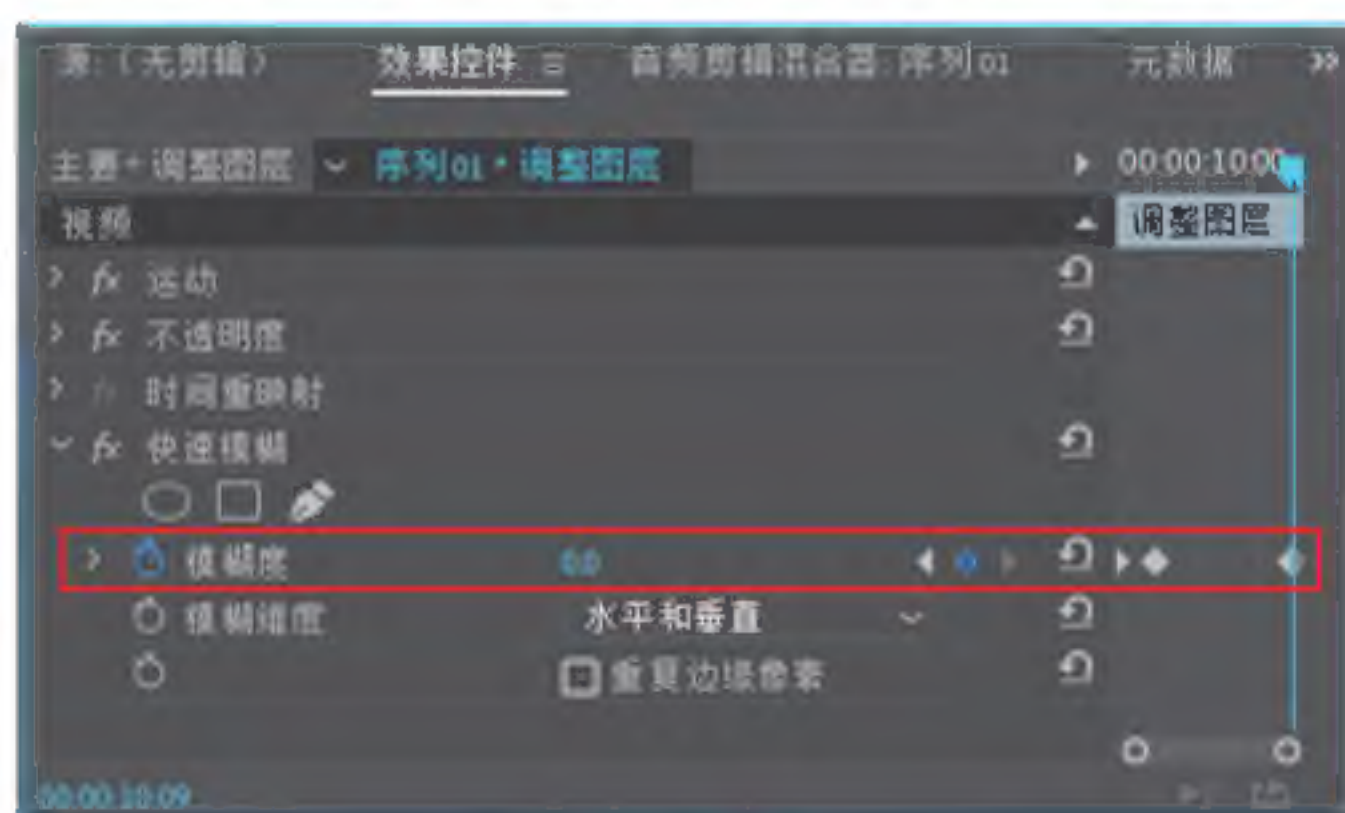 源:（无剪辑） 效果控件 音频剪辑混合器:序列01 元数据
主要*调整图层 序列01*调整图层 00:00:10:00
视频 调整图层
fx 运动
fx 不透明度
fx 时间重映射
fx 快速模糊
模糊度 0.0
模糊维度 水平和垂直
重复边缘像素
00:00:10:09